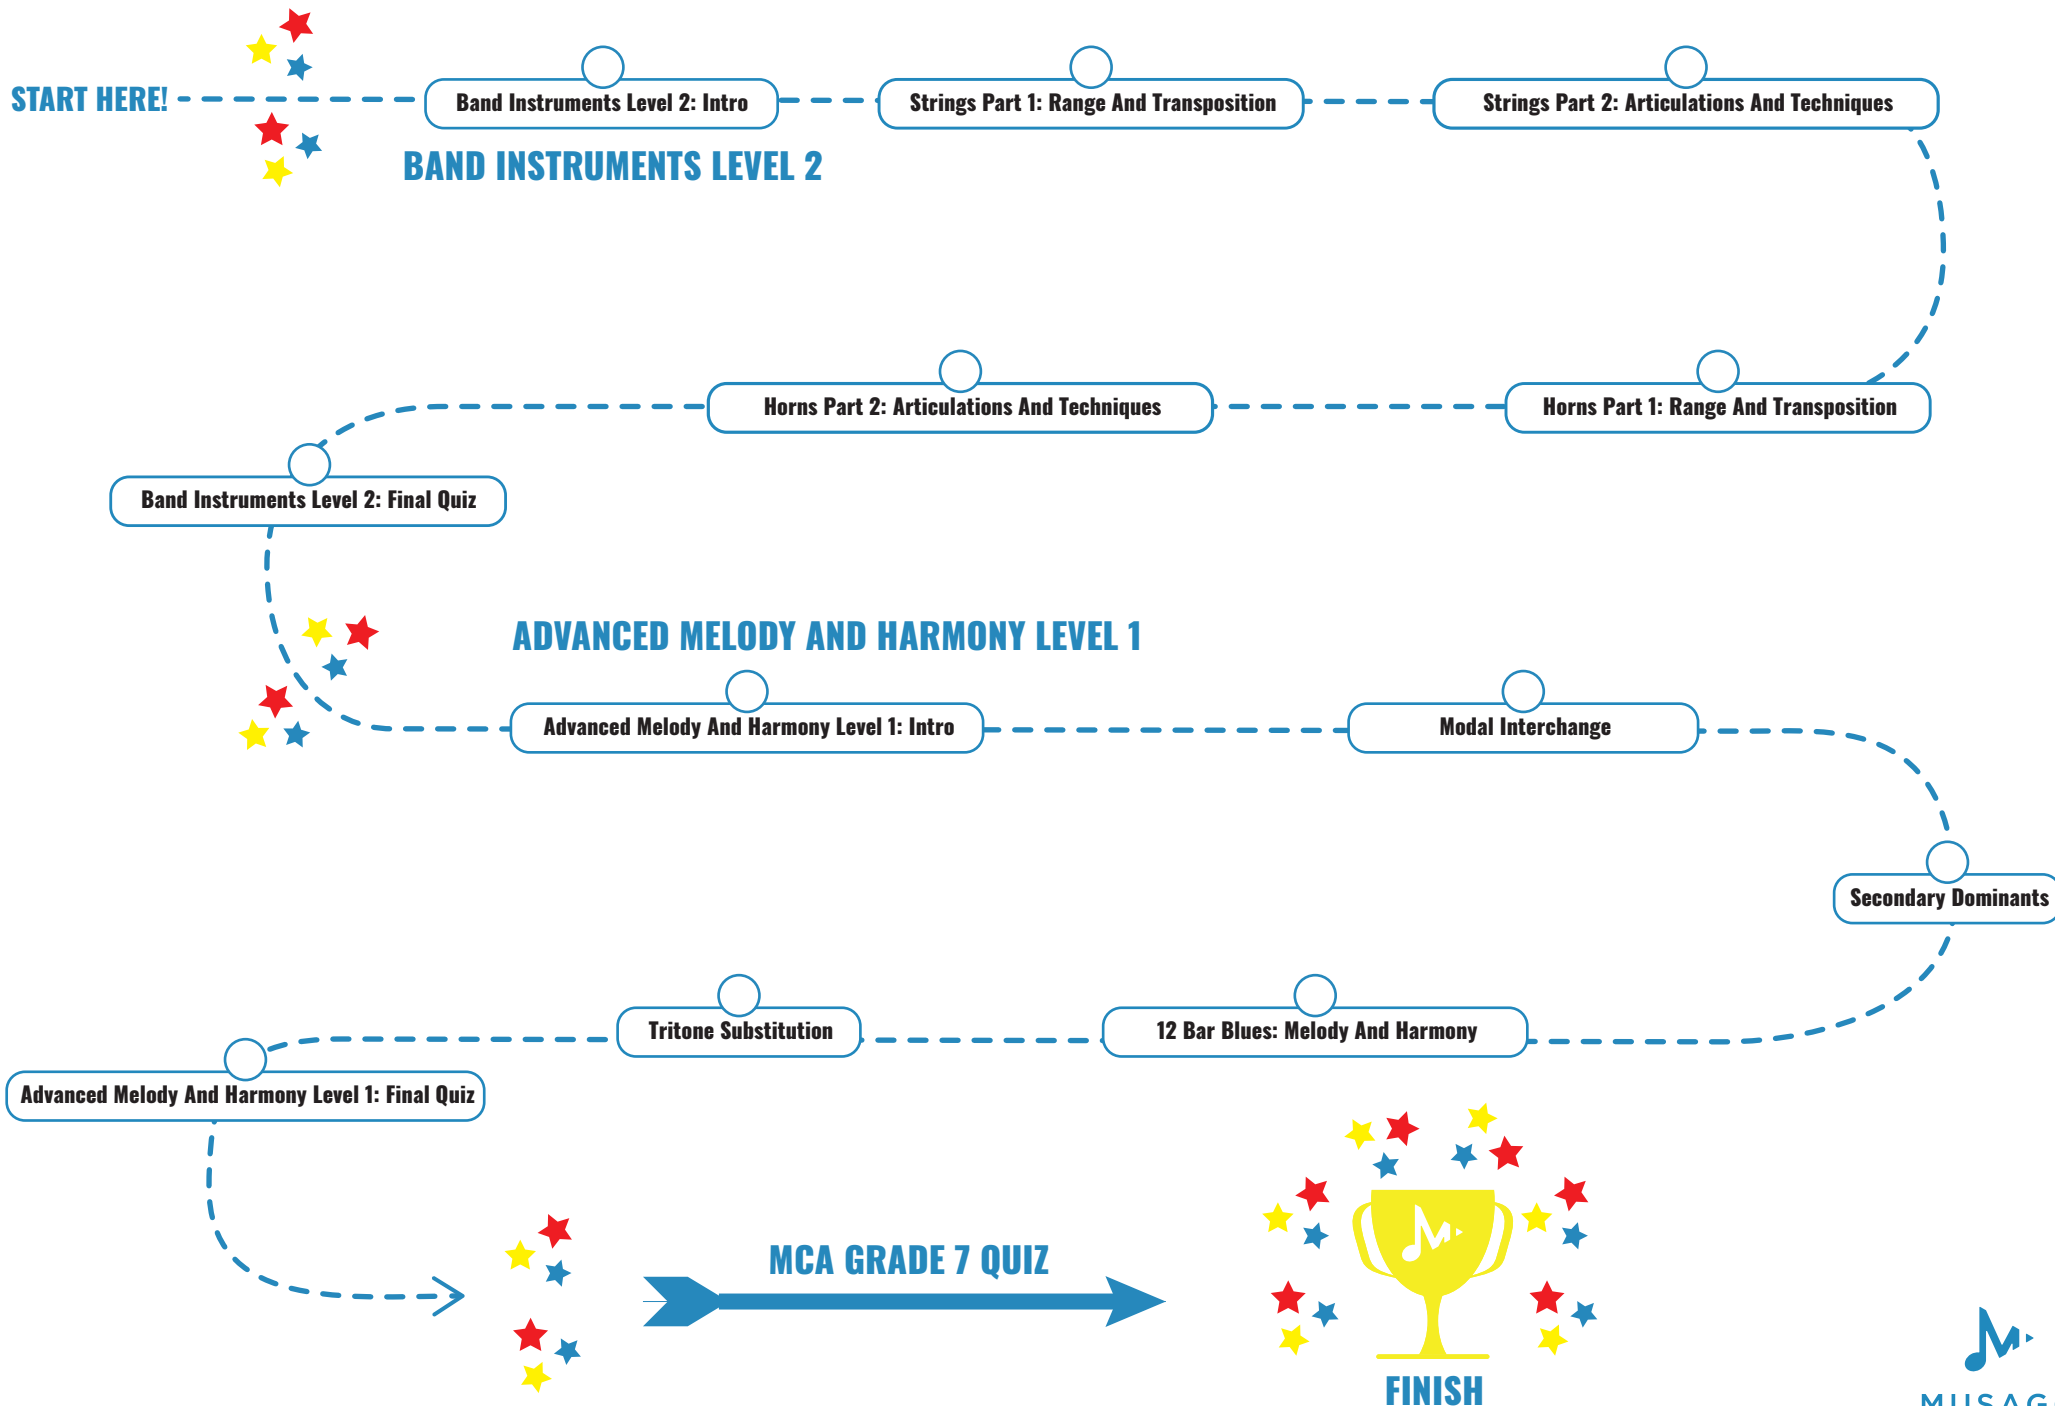 START HERE!
Band Instruments Level 2: Intro
Strings Part 1: Range And Transposition
Strings Part 2: Articulations And Techniques
BAND INSTRUMENTS LEVEL 2
Horns Part 1: Range And Transposition
Horns Part 2: Articulations And Techniques
Band Instruments Level 2: Final Quiz
ADVANCED MELODY AND HARMONY LEVEL 1
Advanced Melody And Harmony Level 1: Intro
Modal Interchange
Secondary Dominants
12 Bar Blues: Melody And Harmony
Tritone Substitution
Advanced Melody And Harmony Level 1: Final Quiz
MCA GRADE 7 QUIZ
FINISH